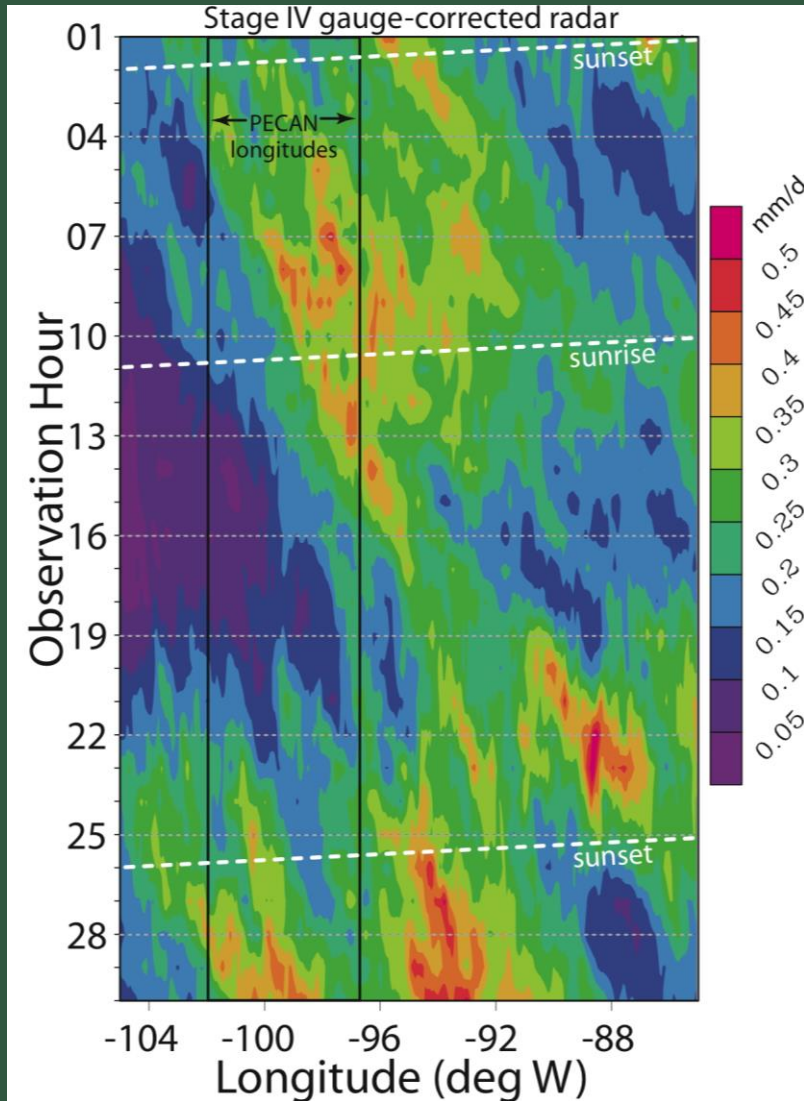 Stage IV gauge-corrected radar
01
sunset
PECAN
longitudes
04
07
10
sunrise
13
16
19
22
25
sunset
28
Observation Hour
-104
-100
-96
-92
-88
Longitude (deg W)
mm/d
0.5
0.45
0.4
0.35
0.3
0.25
0.2
0.15
0.1
0.05